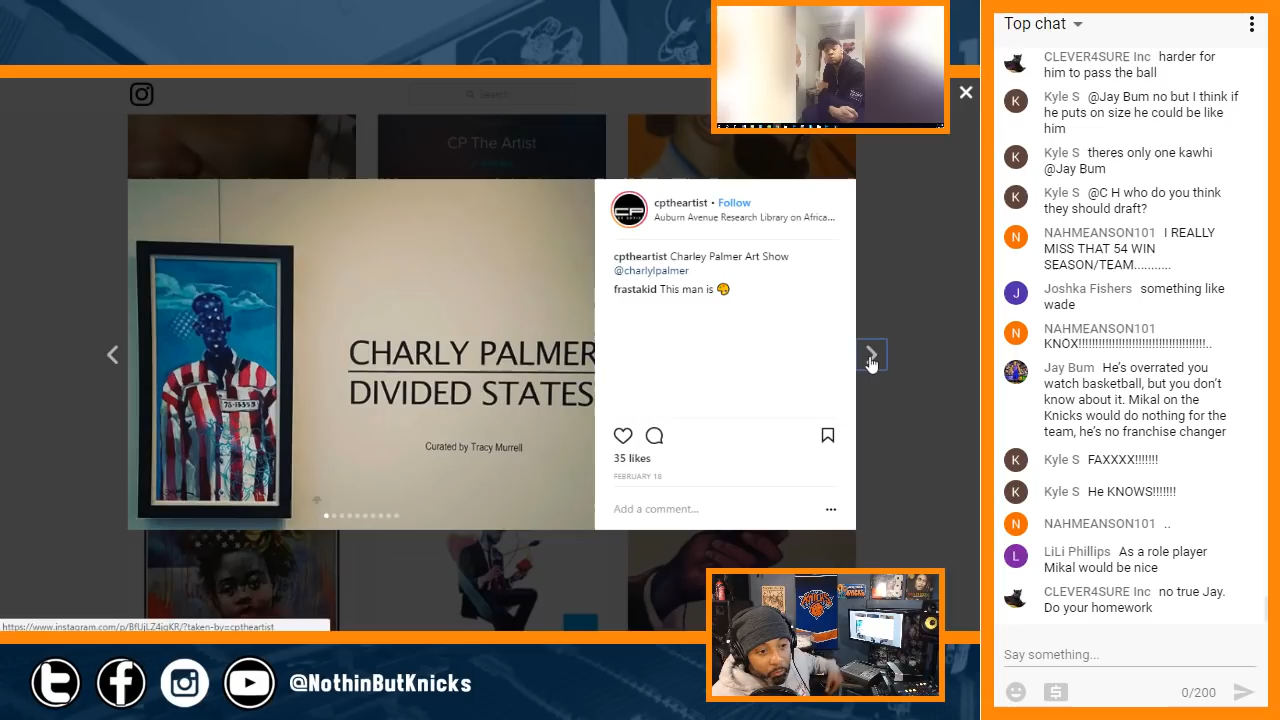 Search
CP The Artist
CHARLY PALMER
DIVIDED STATES
Curated by Tracy Murrell
CP
cptheartist • Follow
Auburn Avenue Research Library on Africa...
cptheartist Charley Palmer Art Show
@charlylpalmer
frastakid This man is
35 likes
FEBRUARY 18
Add a comment...
https://www.instagram.com/p/BfUjLZ4jqKR/?taken-by=cptheartist
KNICKS
@NothinButKnicks
Top chat
CLEVER4SURE Inc harder for
him to pass the ball
K
Kyle S @Jay Bum no but I think if
he puts on size he could be like
him
K
Kyle S theres only one kawhi
@Jay Bum
K
Kyle S @C H who do you think
they should draft?
N
NAHMEANSON101 I REALLY
MISS THAT 54 WIN
SEASON/TEAM..........
J
Joshka Fishers something like
wade
N
NAHMEANSON101
KNOX!!!!!!!!!!!!!!!!!!!!!!!!!!!!!!!!!!!!!!!..
Jay Bum He's overrated you
watch basketball, but you don't
know about it. Mikal on the
Knicks would do nothing for the
team, he's no franchise changer
K
Kyle S FAXXXX!!!!!!!
K
Kyle S He KNOWS!!!!!!!
N
NAHMEANSON101 ..
L
LiLi Phillips As a role player
Mikal would be nice
CLEVER4SURE Inc no true Jay.
Do your homework
Say something...
0/200